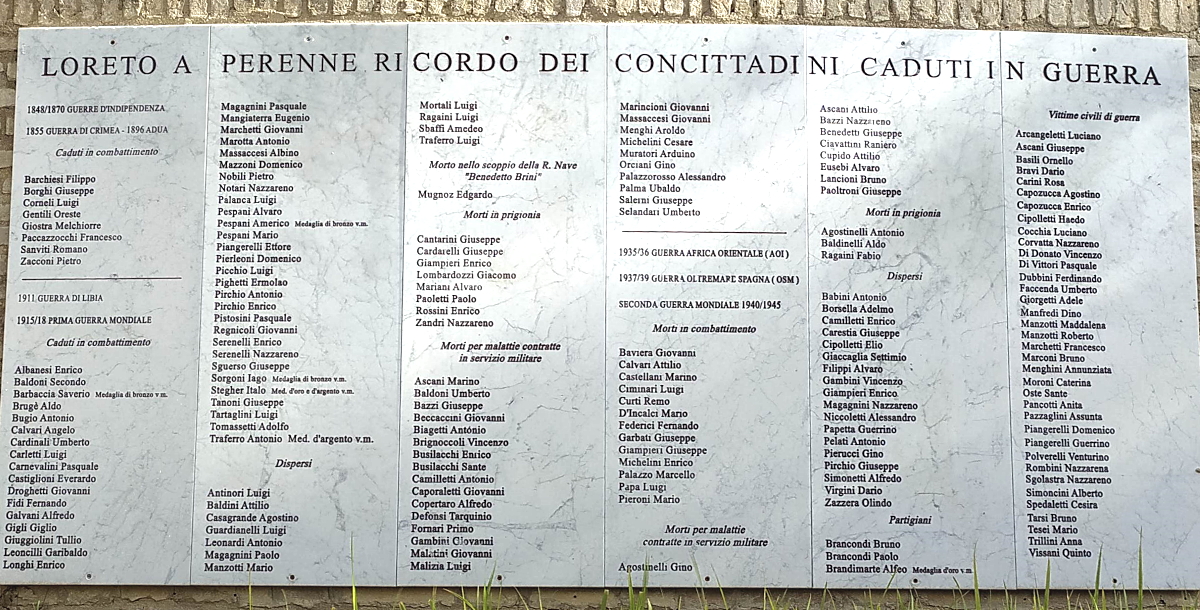 LORETO A PERENNE RICORDO DEI CONCITTADINI CADUTI IN GUERRA
1848/1870 GUERRE D'INDIPENDENZA
1855 GUERRA DI CRIMEA - 1896 ADUA
Caduti in combattimento
Barchiesi Filippo
Borghi Giuseppe
Corneli Luigi
Gentili Oreste
Giostra Melchiorre
Paccazzocchi Francesco
Sanviti Romano
Zacconi Pietro
1911 GUERRA DI LIBIA
1915/18 PRIMA GUERRA MONDIALE
Caduti in combattimento
Albanesi Enrico
Baldoni Secondo
Barbaccia Saverio Medaglia di bronzo v.m.
Brugè Aldo
Bugio Antonio
Calvari Angelo
Cardinali Umberto
Carletti Luigi
Carnevalini Pasquale
Castiglioni Everardo
Droghetti Giovanni
Fidi Fernando
Galvani Alfredo
Gigli Giglio
Giuggiolini Tullio
Leoncilli Garibaldo
Longhi Enrico
Magagnini Pasquale
Mangiaterra Eugenio
Marchetti Giovanni
Marotta Antonio
Massaccesi Albino
Mazzoni Domenico
Nobili Pietro
Notari Nazzareno
Palanca Luigi
Pespani Alvaro
Pespani Americo Medaglia di bronzo v.m.
Pespani Mario
Piangerelli Ettore
Pierleoni Domenico
Picchio Luigi
Pighetti Ermolao
Pirchio Antonio
Pirchio Enrico
Pistosini Pasquale
Regnicoli Giovanni
Serenelli Enrico
Serenelli Nazzareno
Sguerso Giuseppe
Sorgoni Iago Medaglia di bronzo v.m.
Stegher Italo Med. d'oro e d'argento v.m.
Tanoni Giuseppe
Tartaglini Luigi
Tomassetti Adolfo
Traferro Antonio Med. d'argento v.m.
Dispersi
Antinori Luigi
Baldini Attilio
Casagrande Agostino
Guardianelli Luigi
Leonardi Antonio
Magagnini Paolo
Manzotti Mario
Mortali Luigi
Ragaini Luigi
Sbaffi Amedeo
Traferro Luigi
Morto nello scoppio della R. Nave
"Benedetto Brini"
Mugnoz Edgardo
Morti in prigionia
Cantarini Giuseppe
Cardarelli Giuseppe
Giampieri Enrico
Lombardozzi Giacomo
Mariani Alvaro
Paoletti Paolo
Rossini Enrico
Zandri Nazzareno
Morti per malattie contratte
in servizio militare
Ascani Marino
Baldoni Umberto
Bazzi Giuseppe
Beccaccini Giovanni
Biagetti Antonio
Brignoccoli Vincenzo
Busilacchi Enrico
Busilacchi Sante
Camilletti Antonio
Caporaletti Giovanni
Copertaro Alfredo
Defonsi Tarquinio
Fornari Primo
Gambini Giovanni
Malatini Giovanni
Malizia Luigi
Marincioni Giovanni
Massaccesi Giovanni
Menghi Aroldo
Michelini Cesare
Muratori Arduino
Orciani Gino
Palazzorosso Alessandro
Palma Ubaldo
Salerni Giuseppe
Selandari Umberto
1935/36 GUERRA AFRICA ORIENTALE ( AOI )
1937/39 GUERRA OLTREMARE SPAGNA ( OSM )
SECONDA GUERRA MONDIALE 1940/1945
Morti in combattimento
Baviera Giovanni
Calvari Attilio
Castellani Marino
Ciminari Luigi
Curti Remo
D'Incalci Mario
Federici Fernando
Garbati Giuseppe
Giampieri Giuseppe
Michelini Enrico
Palazzo Marcello
Papa Luigi
Pieroni Mario
Morti per malattie
contratte in servizio militare
Agostinelli Gino
Ascani Attilio
Bazzi Nazzareno
Benedetti Giuseppe
Ciavattini Raniero
Cupido Attilio
Eusebi Alvaro
Lancioni Bruno
Paoltroni Giuseppe
Morti in prigionia
Agostinelli Antonio
Baldinelli Aldo
Ragaini Fabio
Dispersi
Babini Antonio
Borsella Adelmo
Camilletti Enrico
Carestia Giuseppe
Cipolletti Elio
Giaccaglia Settimio
Filippi Alvaro
Gambini Vincenzo
Giampieri Enrico
Magagnini Nazzareno
Niccoletti Alessandro
Papetta Guerrino
Pelati Antonio
Pierucci Gino
Pirchio Giuseppe
Simonetti Alfredo
Virgini Dario
Zazzera Olindo
Partigiani
Brancondi Bruno
Brancondi Paolo
Brandimarte Alfeo Medaglia d'oro v.m.
Vittime civili di guerra
Arcangeletti Luciano
Ascani Giuseppe
Basili Ornello
Bravi Dario
Carini Rosa
Capozucca Agostino
Capozucca Enrico
Cipolletti Haedo
Cocchia Luciano
Corvatta Nazzareno
Di Donato Vincenzo
Di Vittori Pasquale
Dubbini Ferdinando
Faccenda Umberto
Giorgetti Adele
Manfredi Dino
Manzotti Maddalena
Manzotti Roberto
Marchetti Francesco
Marconi Bruno
Menghini Annunziata
Moroni Caterina
Oste Sante
Pancotti Anita
Pazzaglini Assunta
Piangerelli Domenico
Piangerelli Guerrino
Polverelli Venturino
Rombini Nazzarena
Sgolastra Nazzareno
Simoncini Alberto
Spedaletti Cesira
Tarsi Bruno
Tesei Mario
Trillini Anna
Vissani Quinto